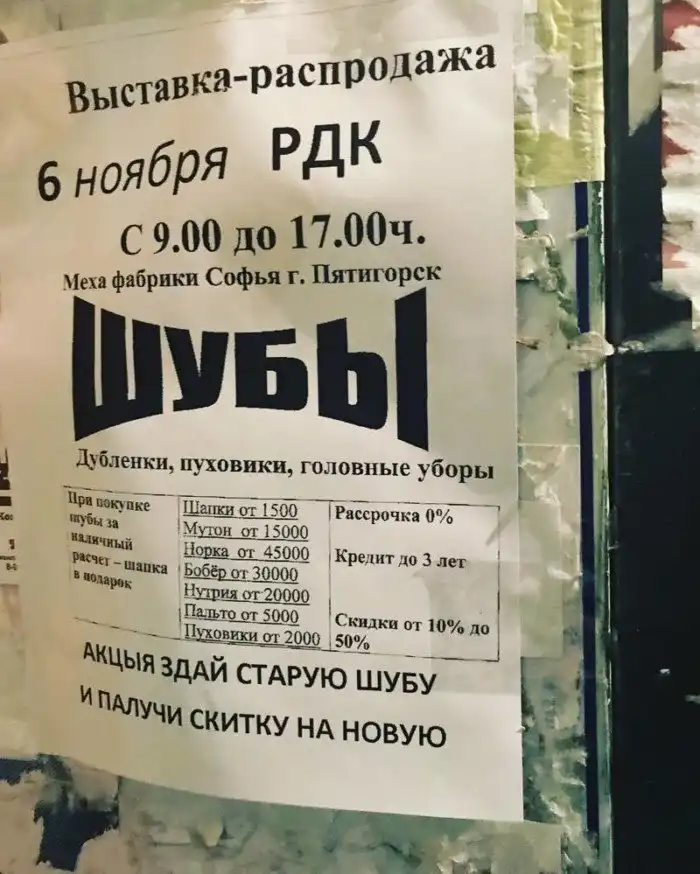 Выставка-распродажа
6 ноября РДК
С 9.00 до 17.00ч.
Меха фабрики Софья г. Пятигорск
ШУБЫ
Дубленки, пуховики, головные уборы
При покупке
шубы за
наличный
расчет – шапка
в подарок
Шапки от 1500
Мутон от 15000
Норка от 45000
Бобёр от 30000
Нутрия от 20000
Пальто от 5000
Пуховики от 2000
Рассрочка 0%
Кредит до 3 лет
Скидки от 10% до
50%
АКЦЫЯ ЗДАЙ СТАРУЮ ШУБУ
И ПАЛУЧИ СКИТКУ НА НОВУЮ